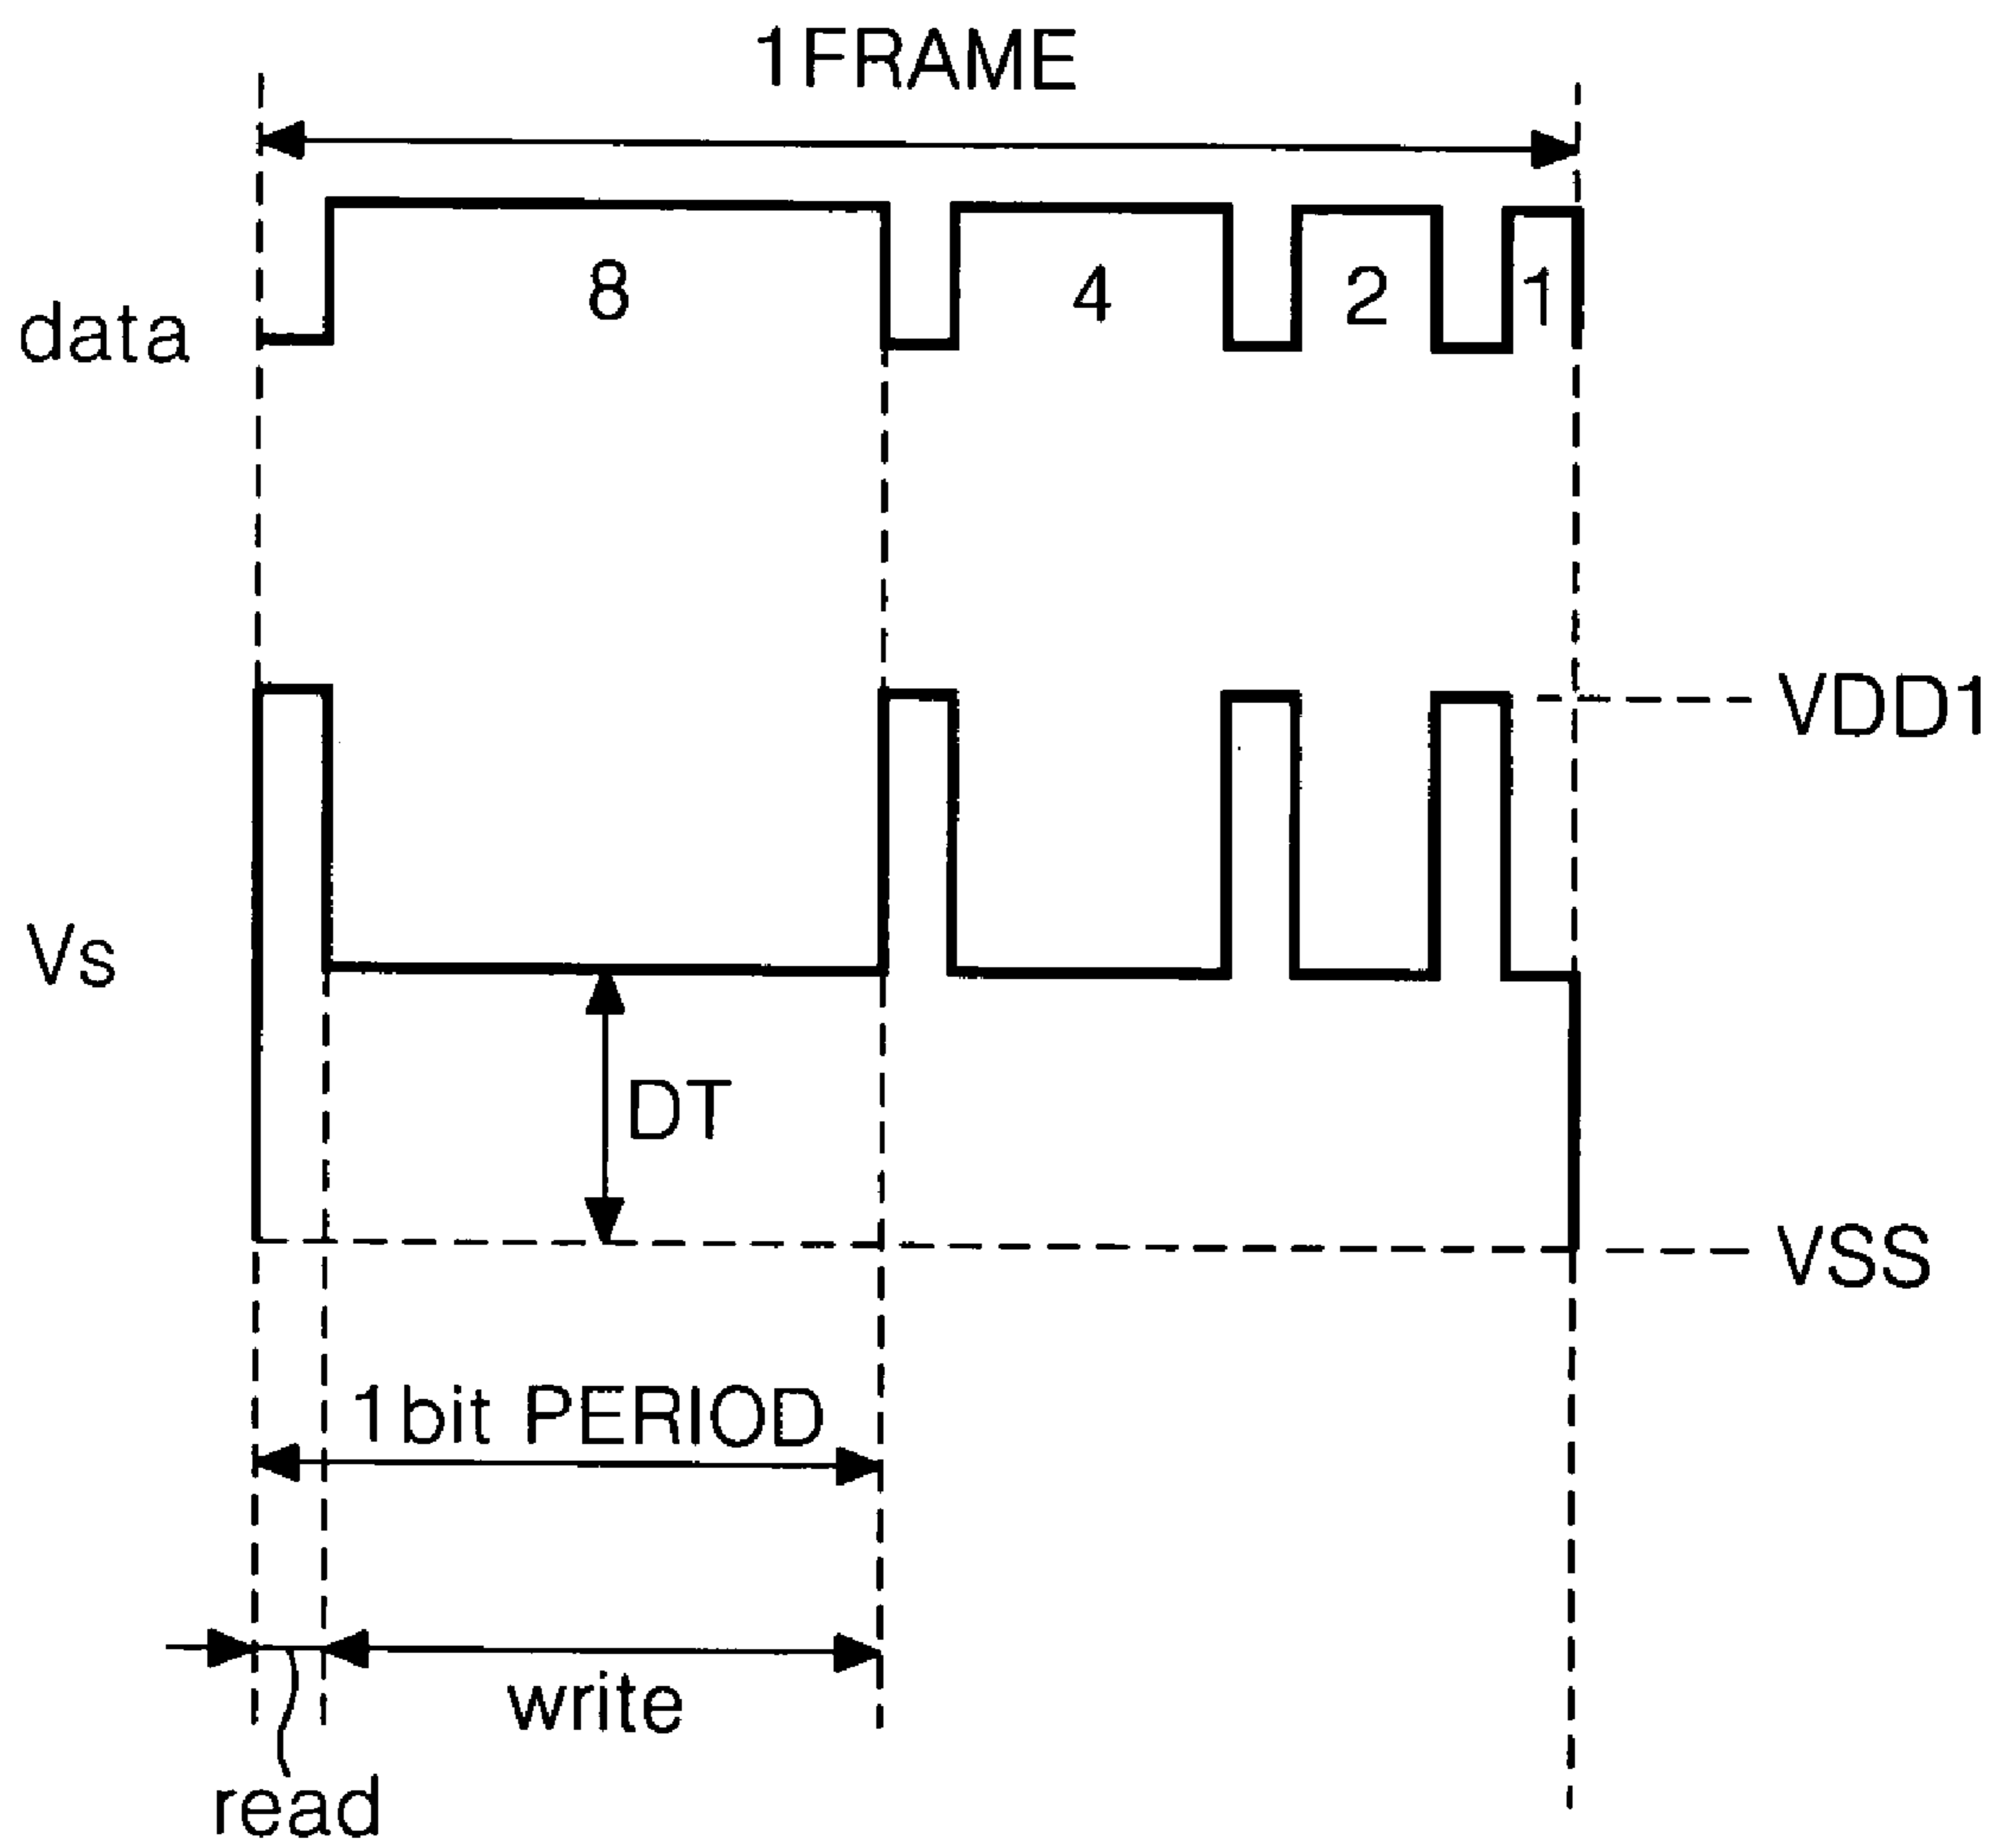 1FRAME
data
8
4
2
1
VDD1
Vs
DT
VSS
1bit PERIOD
write
read